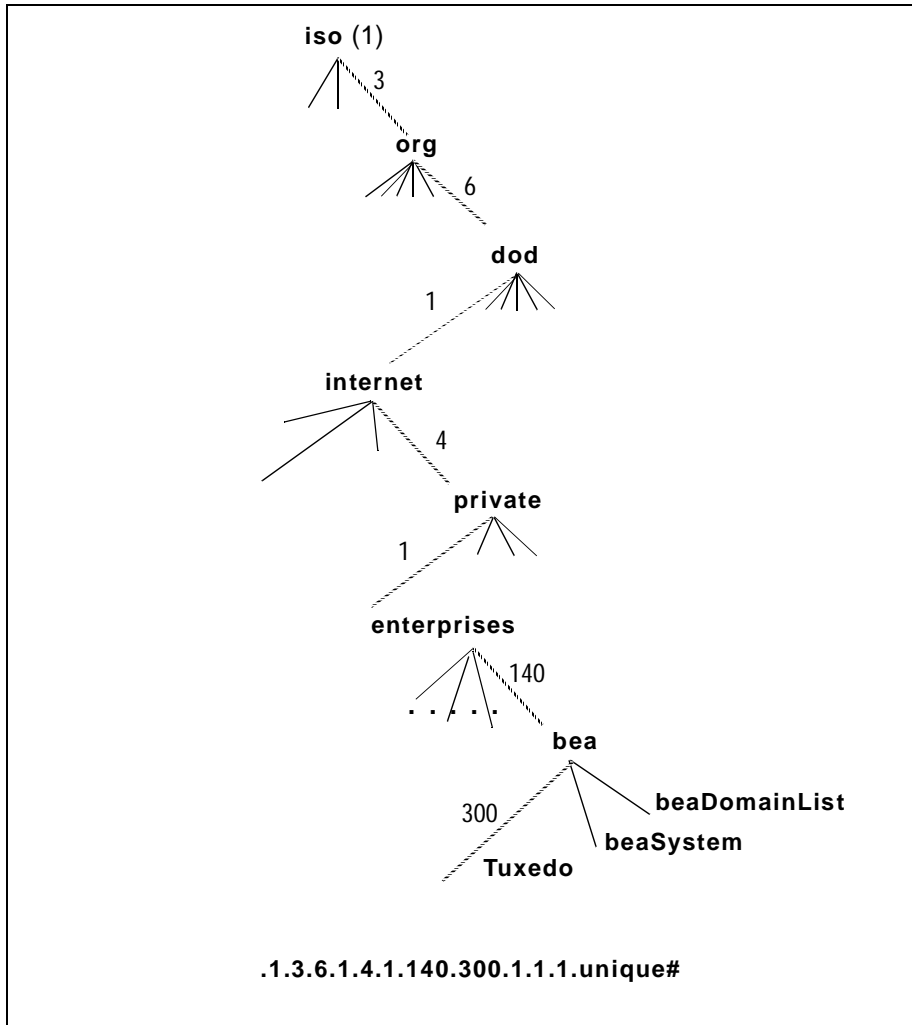 iso (1)
3
org
6
dod
1
internet
4
private
1
enterprises
140
. . . . .
bea
300
beaDomainList
beaSystem
Tuxedo
.1.3.6.1.4.1.140.300.1.1.1.unique#